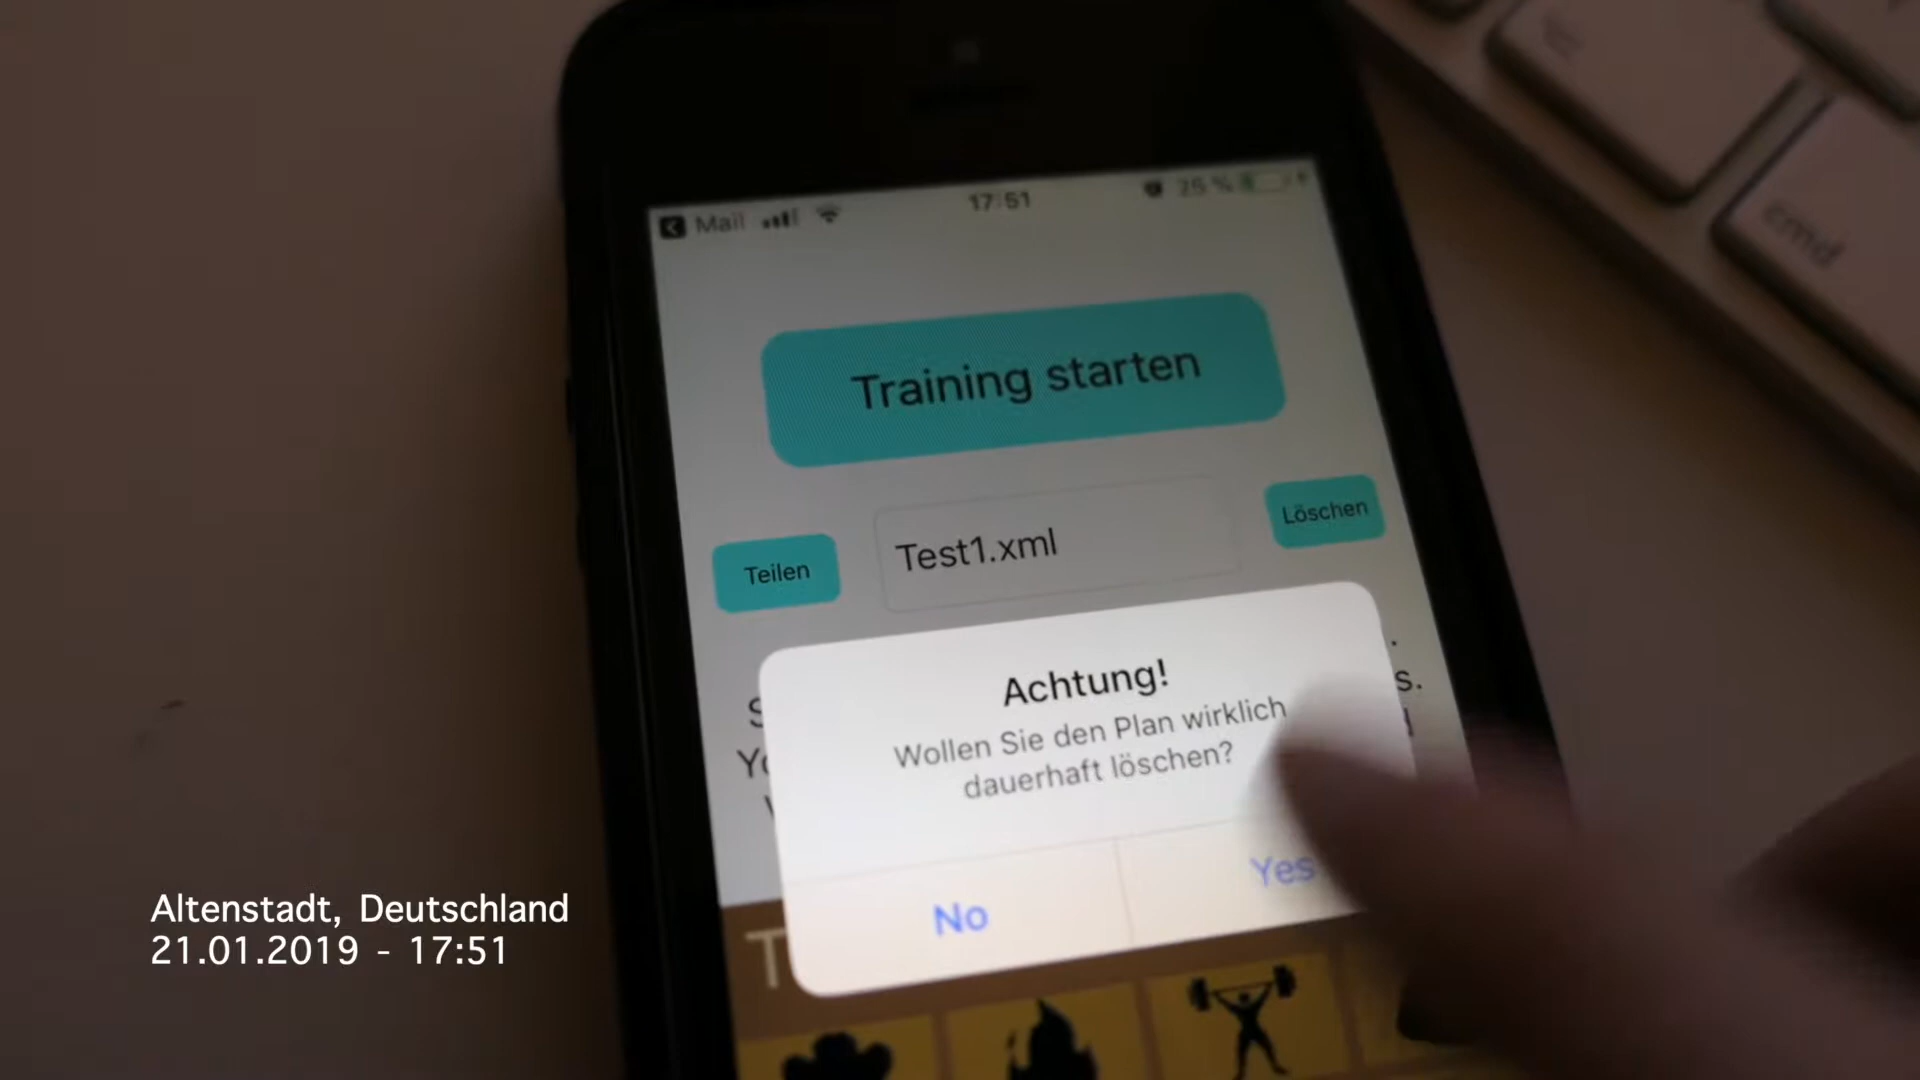 Mail
17:51
25 %
Training starten
Löschen
Teilen
Test1.xml
Achtung!
Wollen Sie den Plan wirklich
dauerhaft löschen?
No
Yes
cmd
Altenstadt, Deutschland
21.01.2019 - 17:51